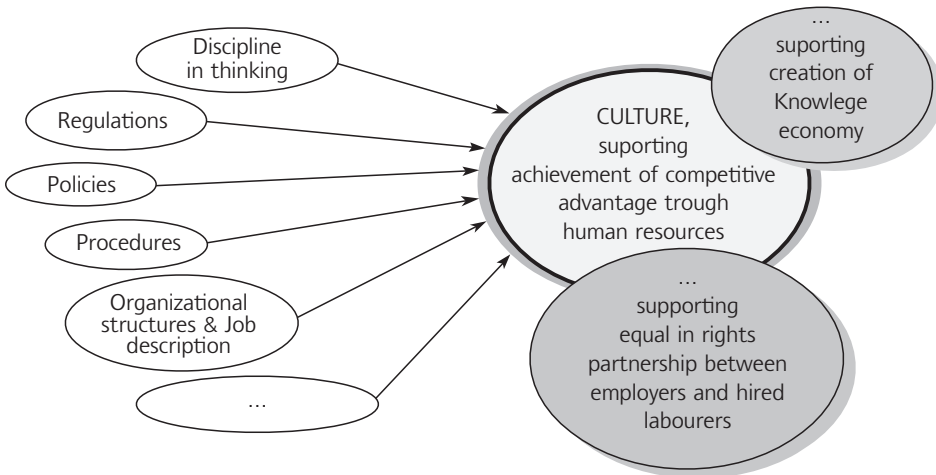 Discipline
in thinking
Regulations
Policies
Procedures
Organizational
structures & Job
description
...
CULTURE,
suporting
achievement of competitive
advantage trough
human resources
...
suporting
creation of
Knowlege
economy
...
supporting
equal in rights
partnership between
employers and hired
labourers